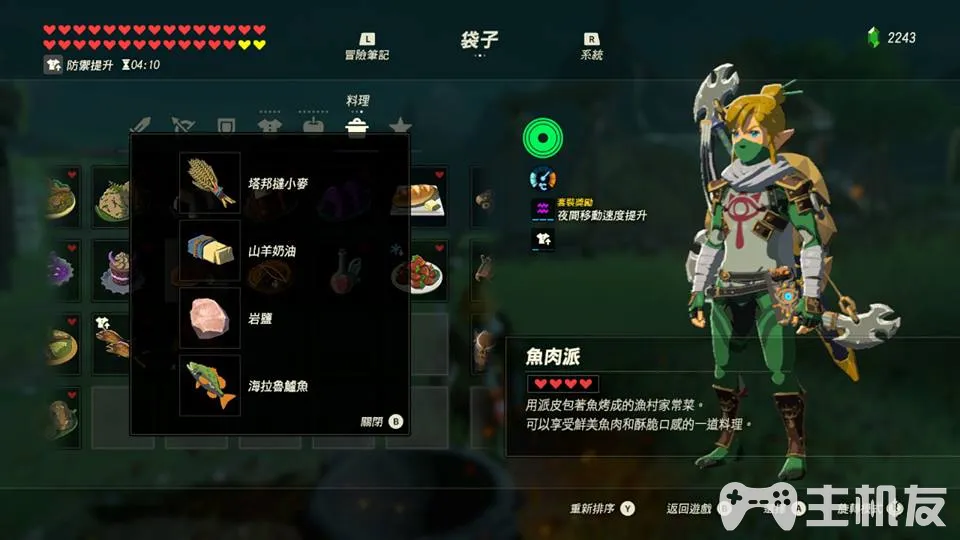 L
冒險筆記
袋子
R
系統
2243
防禦提升 04:10
料理
塔邦撻小麥
山羊奶油
岩鹽
海拉魯鱸魚
關閉 B
套裝獎勵
夜間移動速度提升
魚肉派
用派皮包著魚烤成的漁村家常菜。
可以享受鮮美魚肉和酥脆口感的一道料理。
重新排序 Y
返回遊戲
主机友